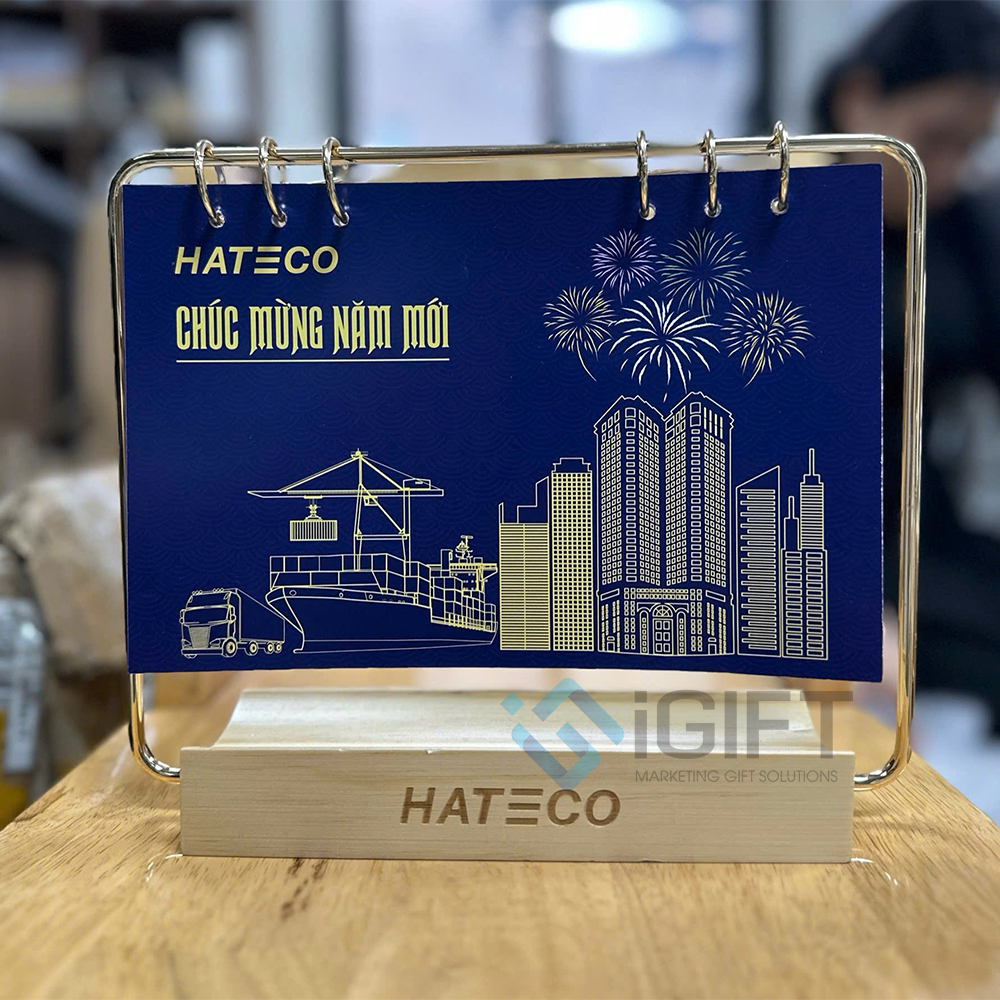 HATECO
CHÚC MỪNG NĂM MỚI
iGIFT
MARKETING GIFT SOLUTIONS
HATECO